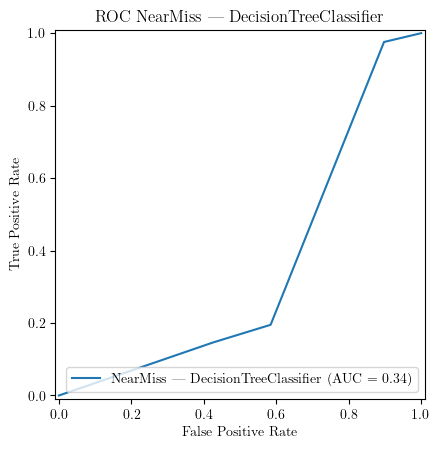 ROC NearMiss — DecisionTreeClassifier
1.0
0.8
0.6
0.4
0.2
0.0
True Positive Rate
NearMiss — DecisionTreeClassifier (AUC = 0.34)
0.0 0.2 0.4 0.6 0.8 1.0
False Positive Rate